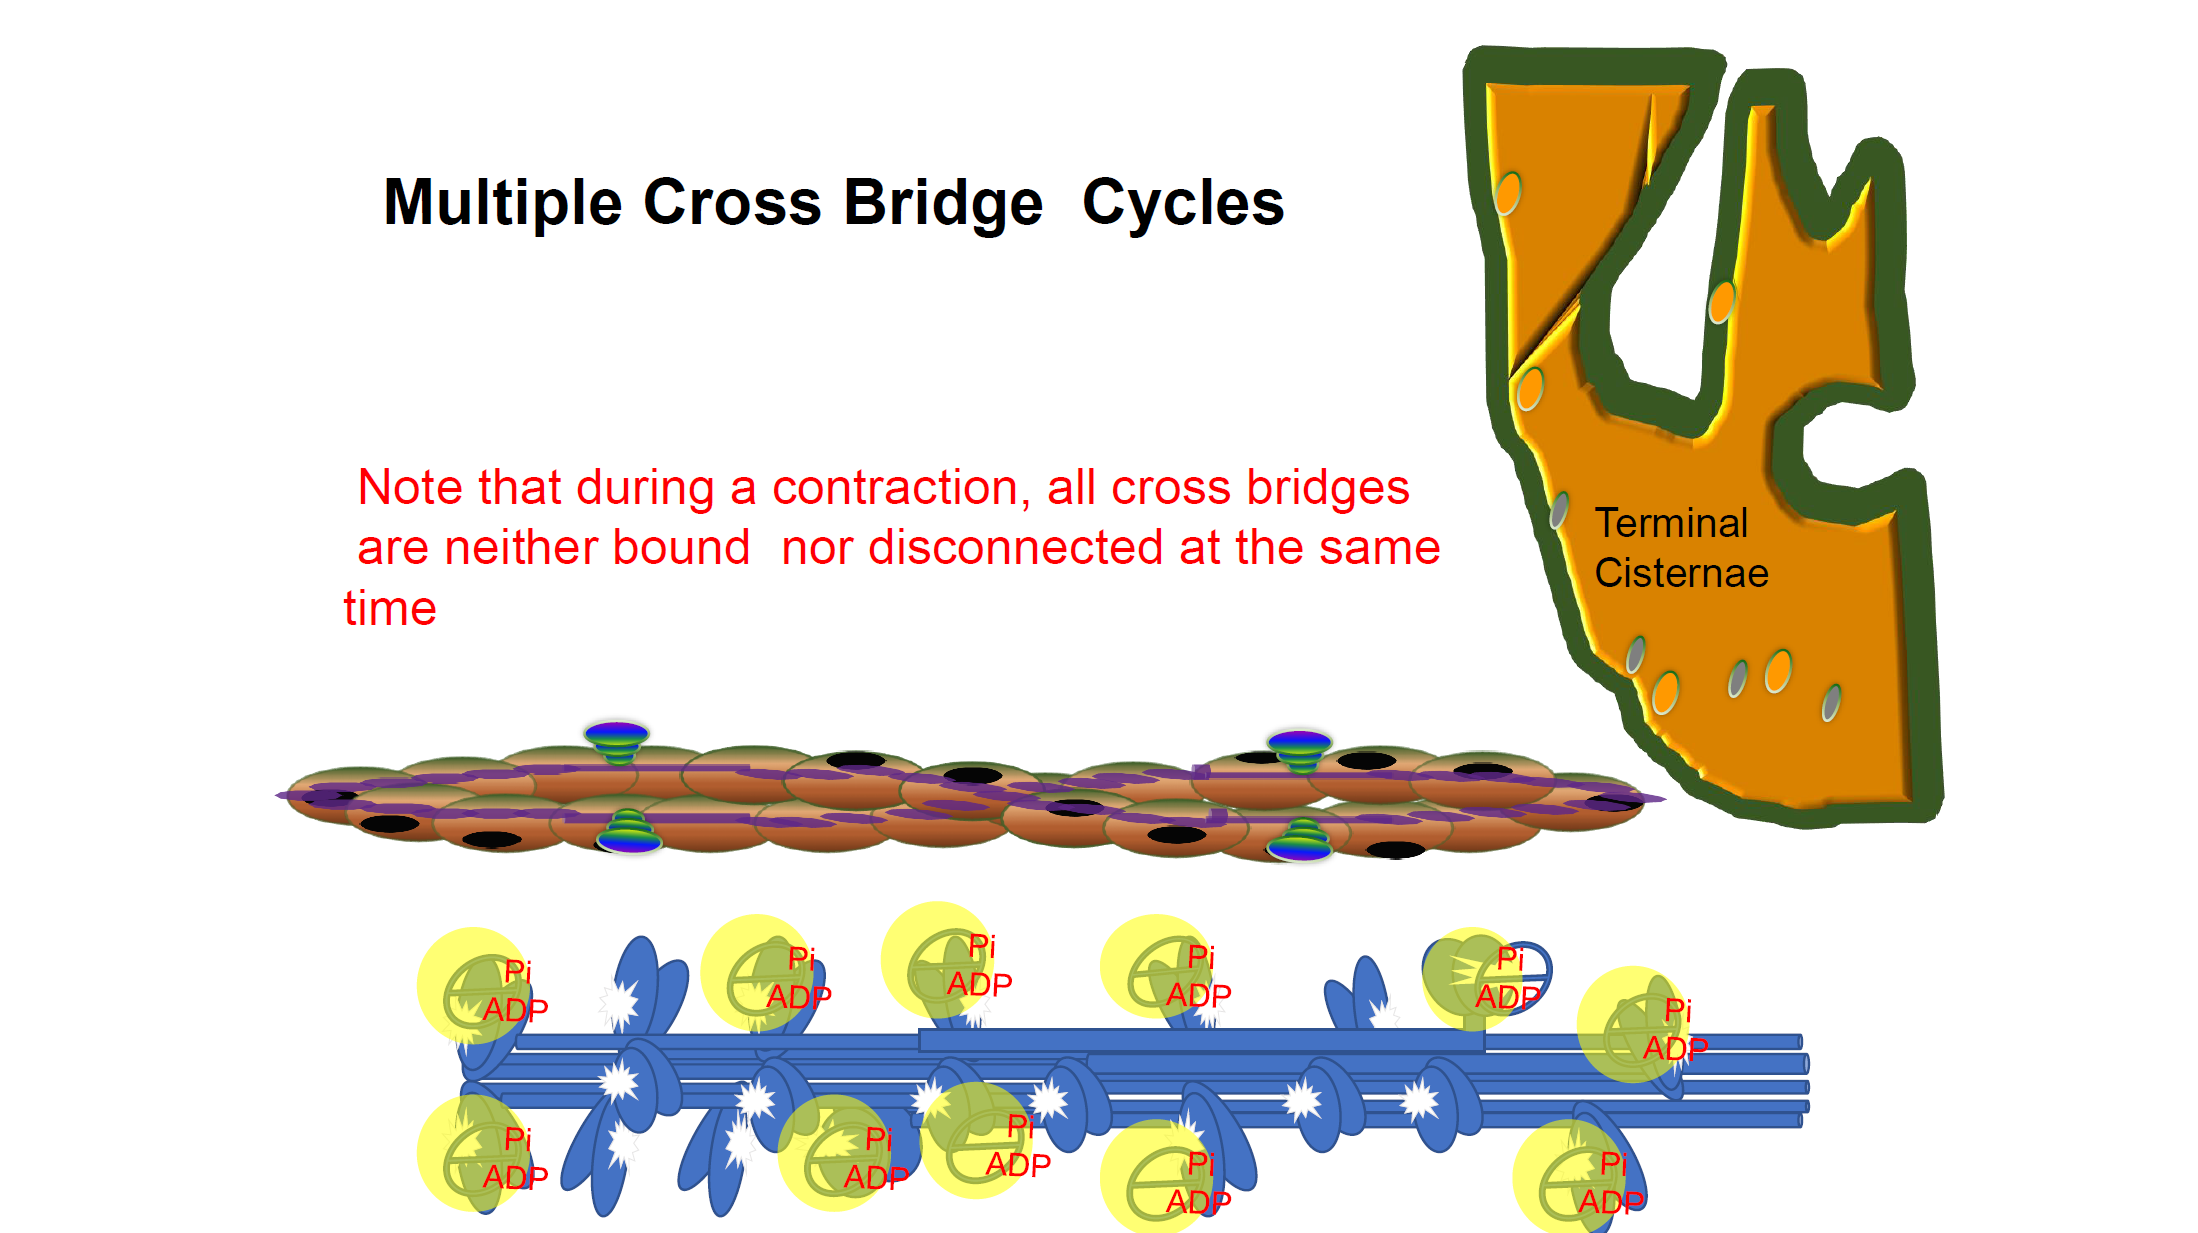 Multiple Cross Bridge  Cycles
Note that during a contraction, all cross bridges
are neither bound  nor disconnected at the same
time
Terminal
Cisternae
Pi
ADP
Pi
ADP
Pi
ADP
Pi
ADP
Pi
ADP
Pi
ADP
Pi
ADP
Pi
ADP
Pi
ADP
Pi
ADP
Pi
ADP